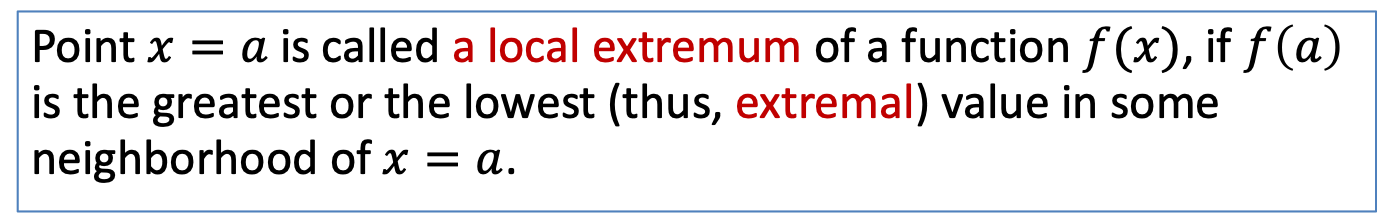 Point x = a is called a local extremum of a function f(x), if f(a)
is the greatest or the lowest (thus, extremal) value in some
neighborhood of x = a.